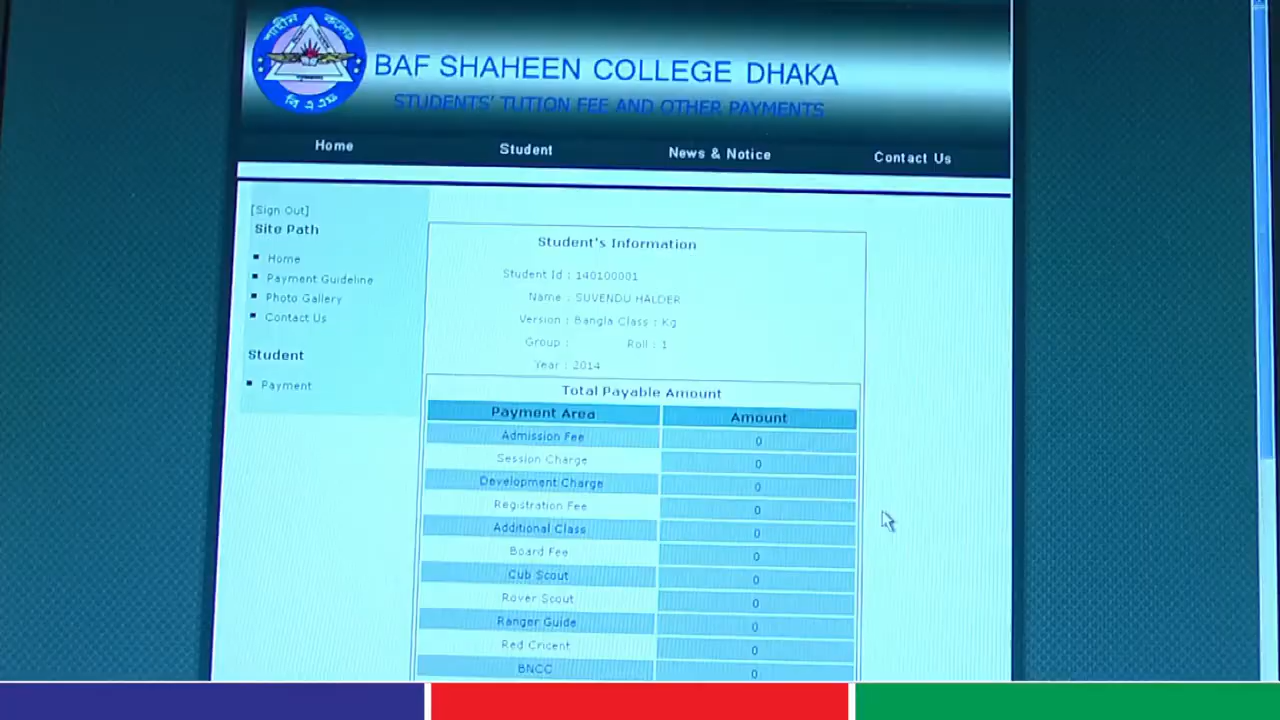 শাহীন কলেজ
বি এ এফ
BAF SHAHEEN COLLEGE DHAKA
STUDENTS' TUTION FEE AND OTHER PAYMENTS
Home Student News & Notice Contact Us
[Sign Out]
Site Path
Home
Payment Guideline
Photo Gallery
Contact Us
Student
Payment
Student's Information
Student Id : 140100001
Name : SUVENDU HALDER
Version : Bangla Class : Kg
Group : Roll : 1
Year : 2014
Total Payable Amount
Payment Area Amount
Admission Fee 0
Session Charge 0
Development Charge 0
Registration Fee 0
Additional Class 0
Board Fee 0
Cub Scout 0
Rover Scout 0
Ranger Guide 0
Red Cricent 0
BNCC 0